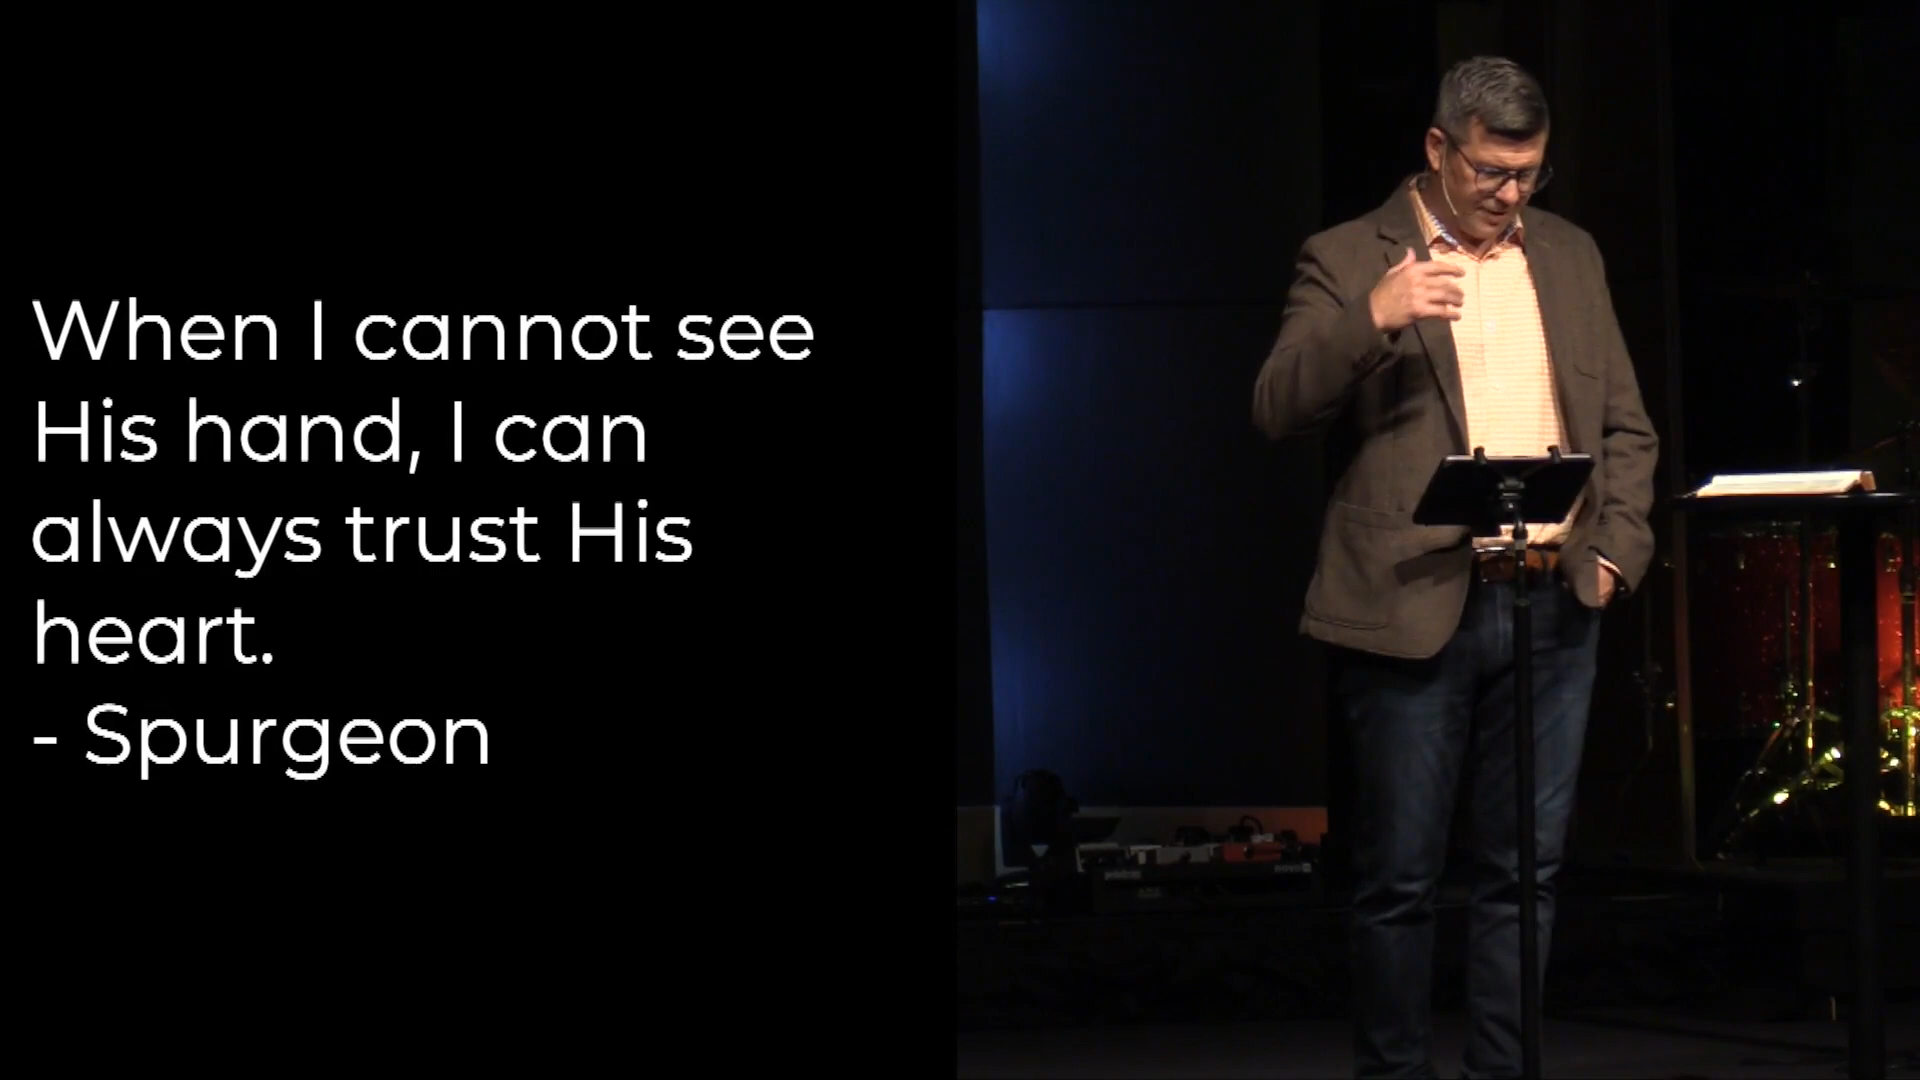 When I cannot see
His hand, I can
always trust His
heart.
- Spurgeon